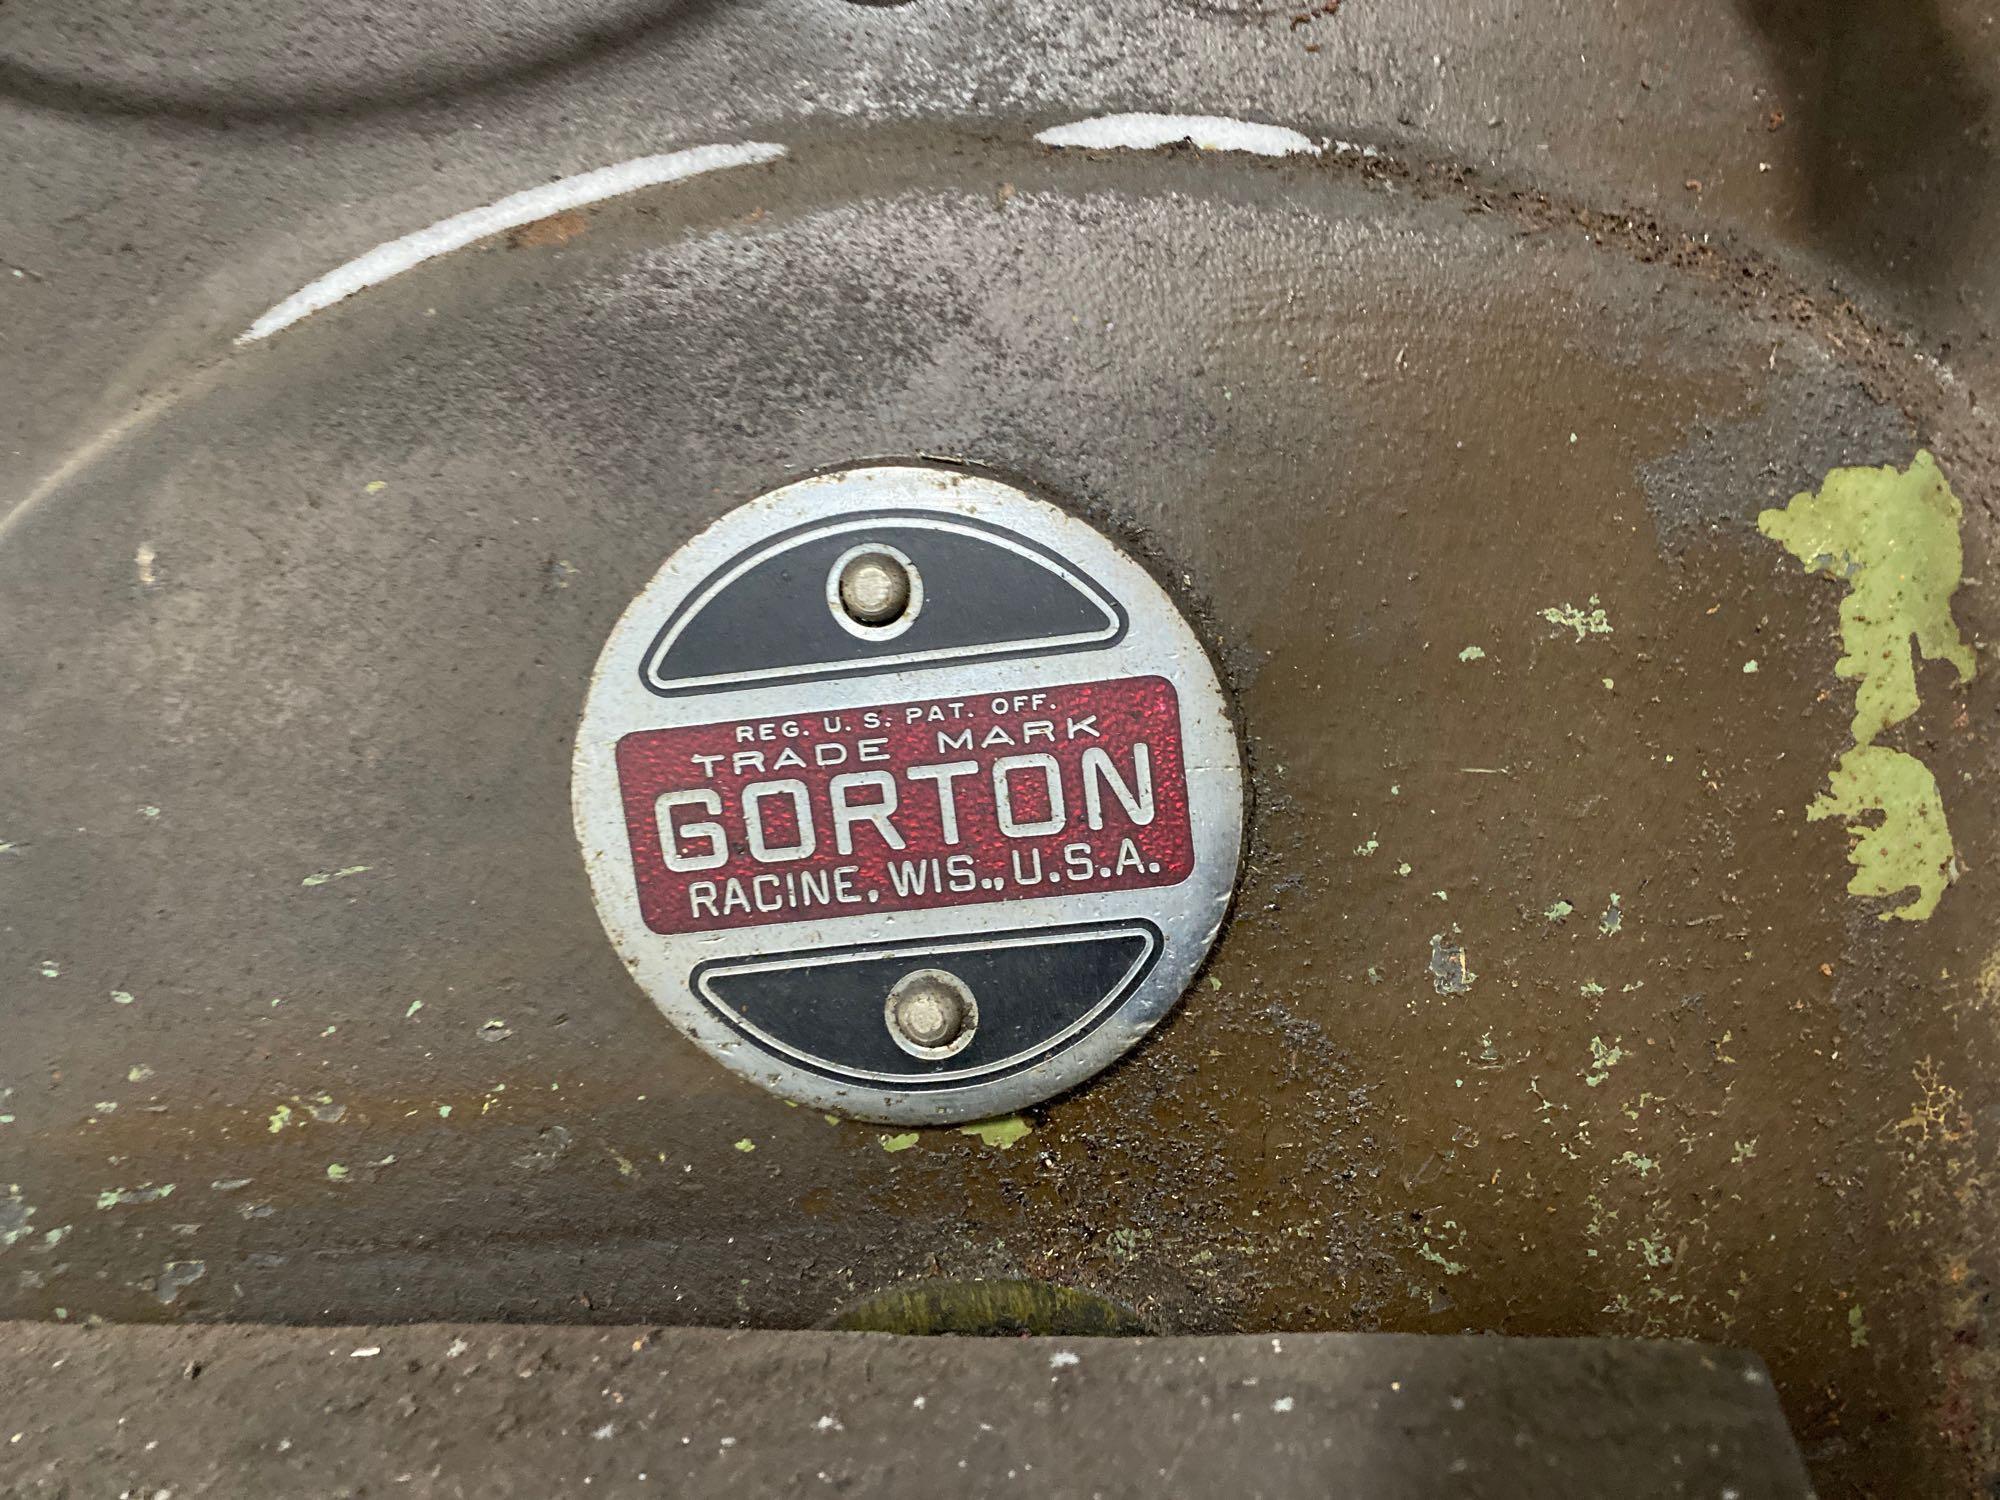 REG. U. S. PAT. OFF.
TRADE MARK
GORTON
RACINE, WIS., U.S.A.